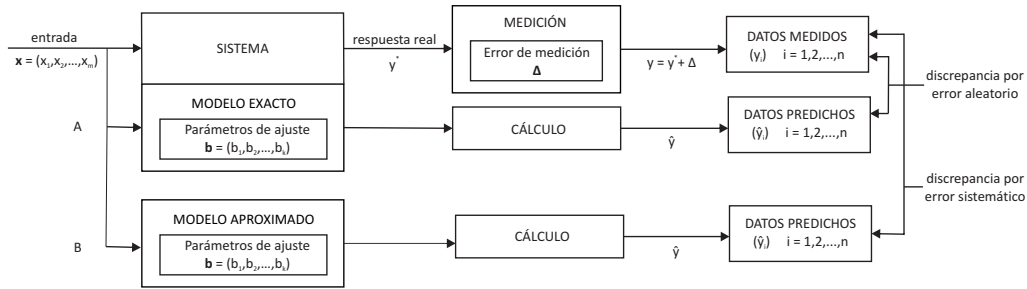 entrada
x = (x₁,x₂,...,xₘ)
SISTEMA
respuesta real
y*
MEDICIÓN
Error de medición
Δ
y = y* + Δ
DATOS MEDIDOS
(yᵢ) i = 1,2,...,n
discrepancia por
error aleatorio
A
MODELO EXACTO
Parámetros de ajuste
b = (b₁,b₂,...,bₖ)
CÁLCULO
ŷ
DATOS PREDICHOS
(ŷᵢ) i = 1,2,...,n
discrepancia por
error sistemático
B
MODELO APROXIMADO
Parámetros de ajuste
b = (b₁,b₂,...,bₖ)
CÁLCULO
ŷ
DATOS PREDICHOS
(ŷᵢ) i = 1,2,...,n